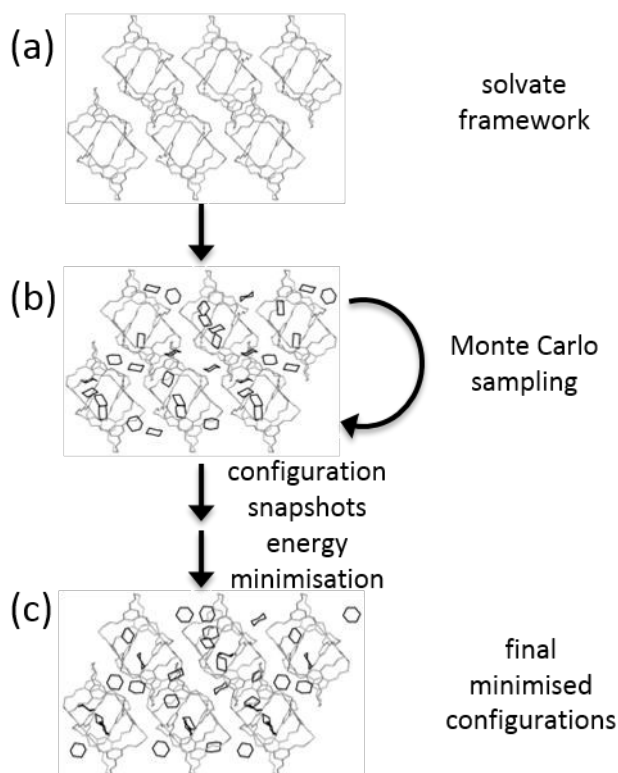 (a)
solvate
framework
(b)
Monte Carlo
sampling
configuration
snapshots
energy
minimisation
(c)
final
minimised
configurations